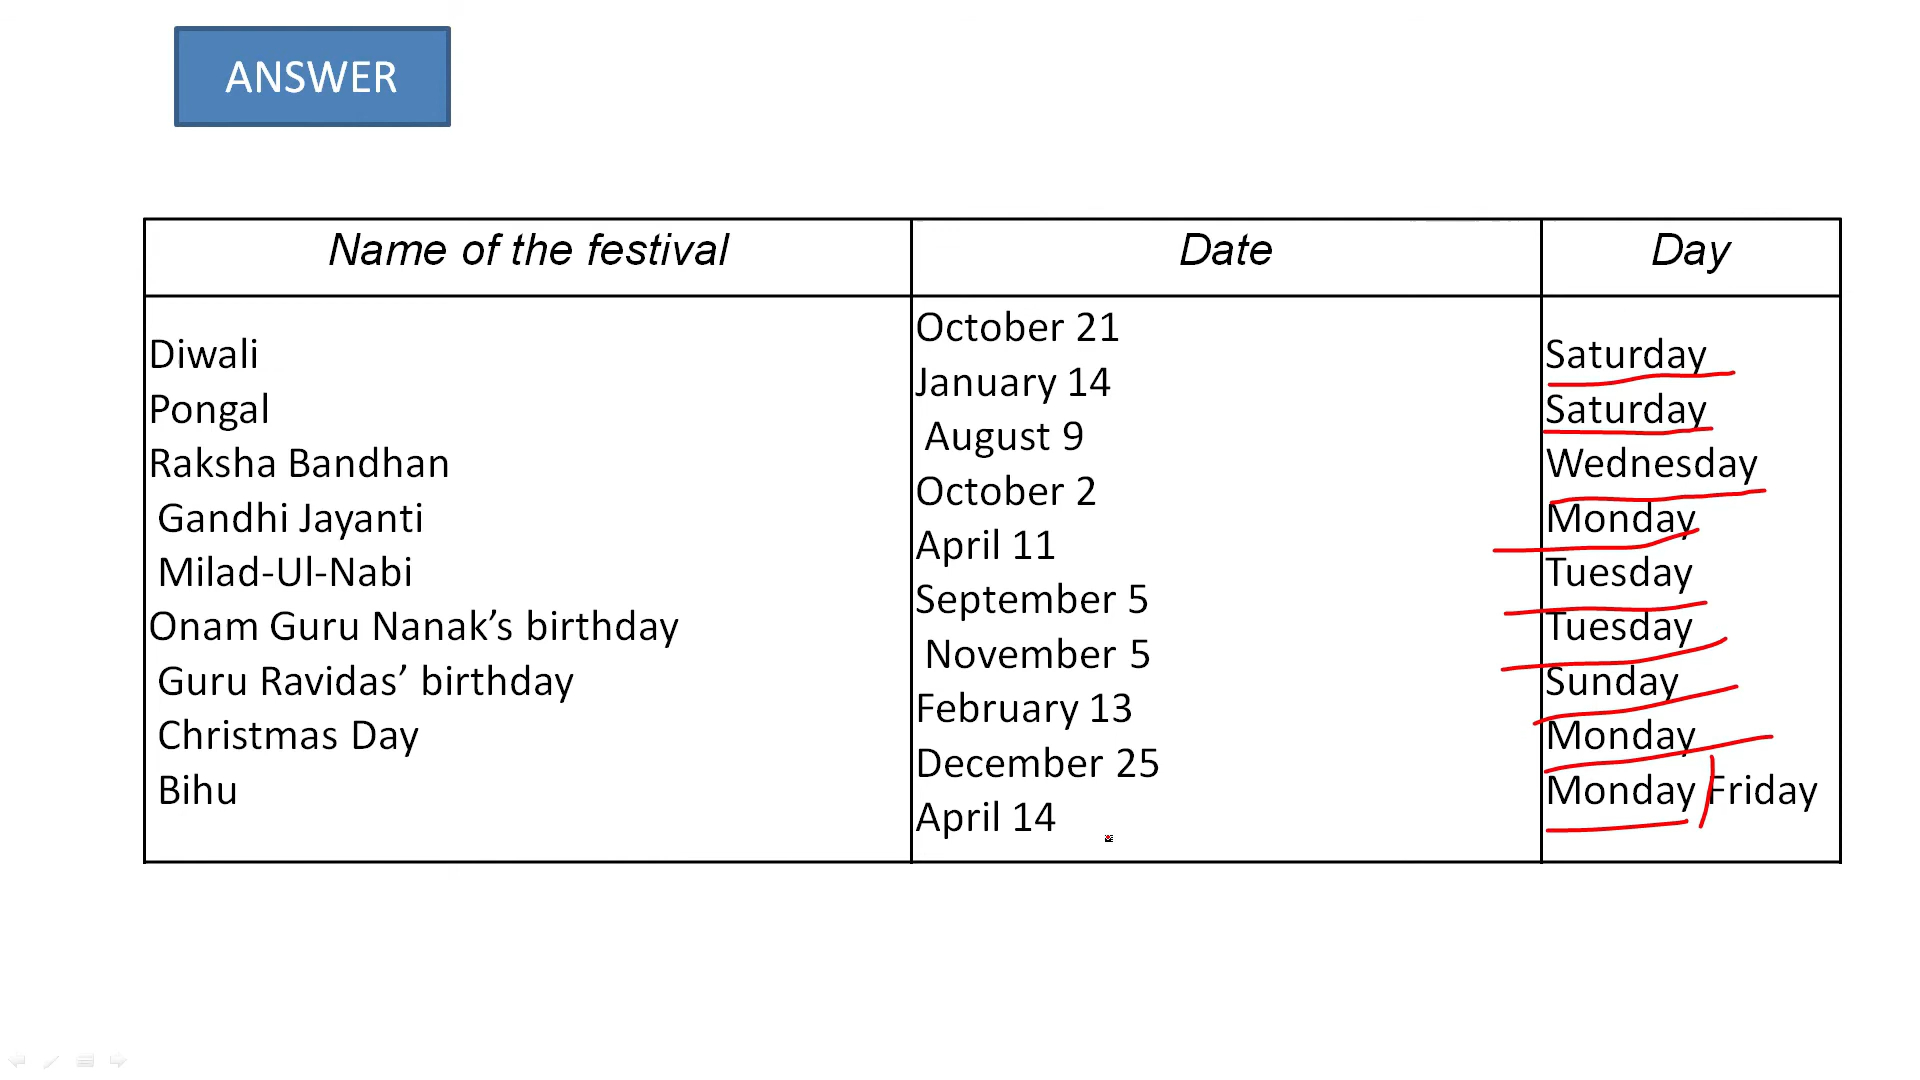 ANSWER
Name of the festival Date Day
Diwali
Pongal
Raksha Bandhan
Gandhi Jayanti
Milad-Ul-Nabi
Onam Guru Nanak’s birthday
Guru Ravidas’ birthday
Christmas Day
Bihu
October 21
January 14
August 9
October 2
April 11
September 5
November 5
February 13
December 25
April 14
Saturday
Saturday
Wednesday
Monday
Tuesday
Tuesday
Sunday
Monday
Monday Friday